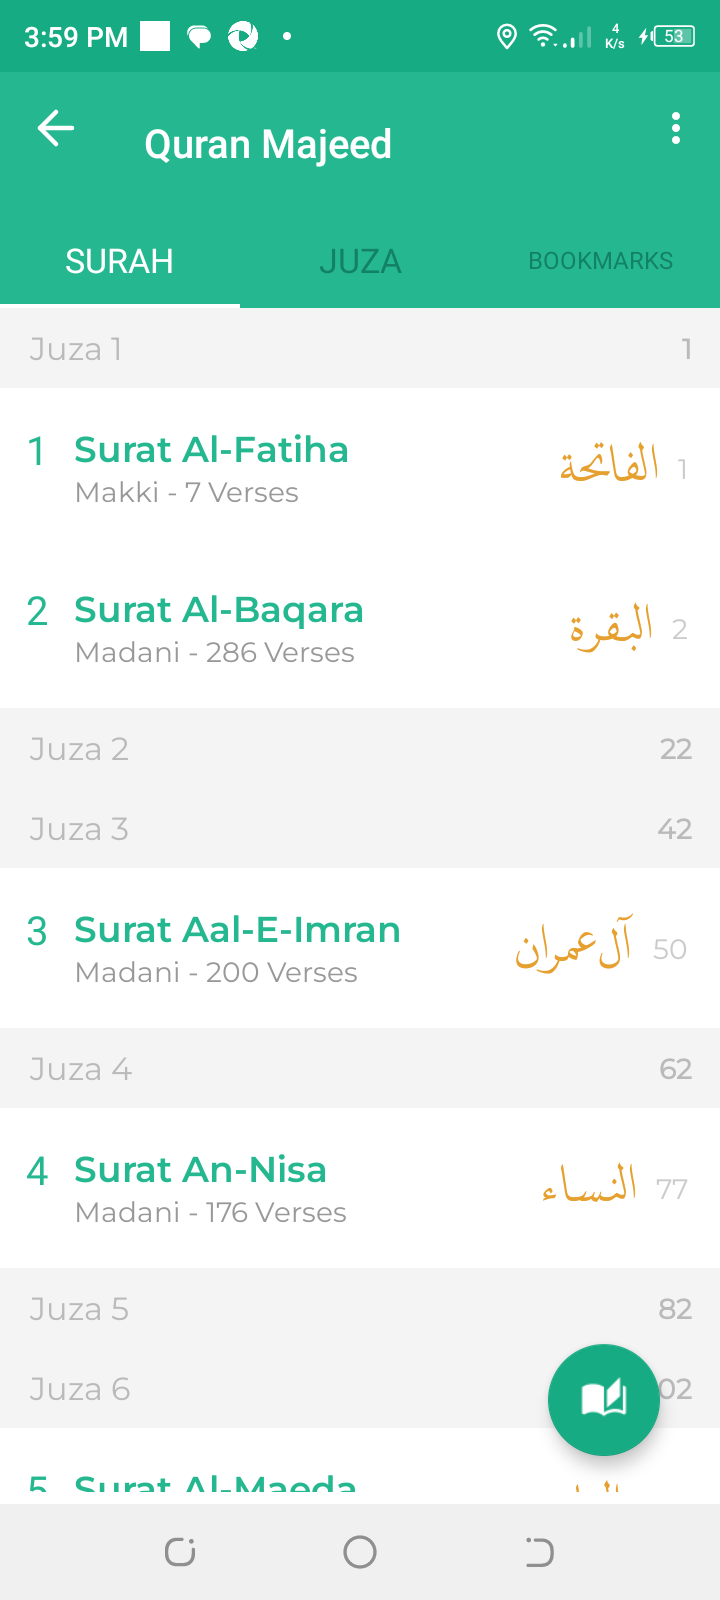 3:59 PM
4
K/s
53
Quran Majeed
SURAH
JUZA
BOOKMARKS
Juza 1 1
1 Surat Al-Fatiha الفاتحة 1
Makki - 7 Verses
2 Surat Al-Baqara البقرة 2
Madani - 286 Verses
Juza 2 22
Juza 3 42
3 Surat Aal-E-Imran آل عمران 50
Madani - 200 Verses
Juza 4 62
4 Surat An-Nisa النساء 77
Madani - 176 Verses
Juza 5 82
Juza 6 02
5 Surat Al-Maeda